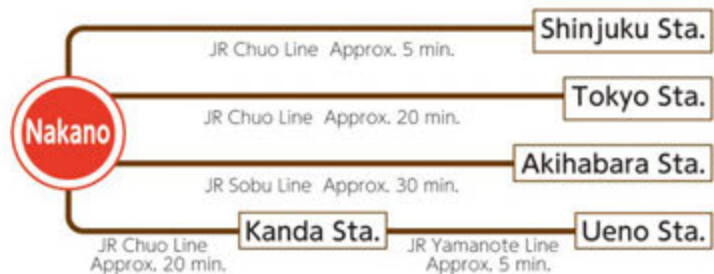 Shinjuku Sta.
JR Chuo Line Approx. 5 min.
Tokyo Sta.
JR Chuo Line Approx. 20 min.
Nakano
Akihabara Sta.
JR Sobu Line Approx. 30 min.
Kanda Sta.
Ueno Sta.
JR Chuo Line
Approx. 20 min.
JR Yamanote Line
Approx. 5 min.